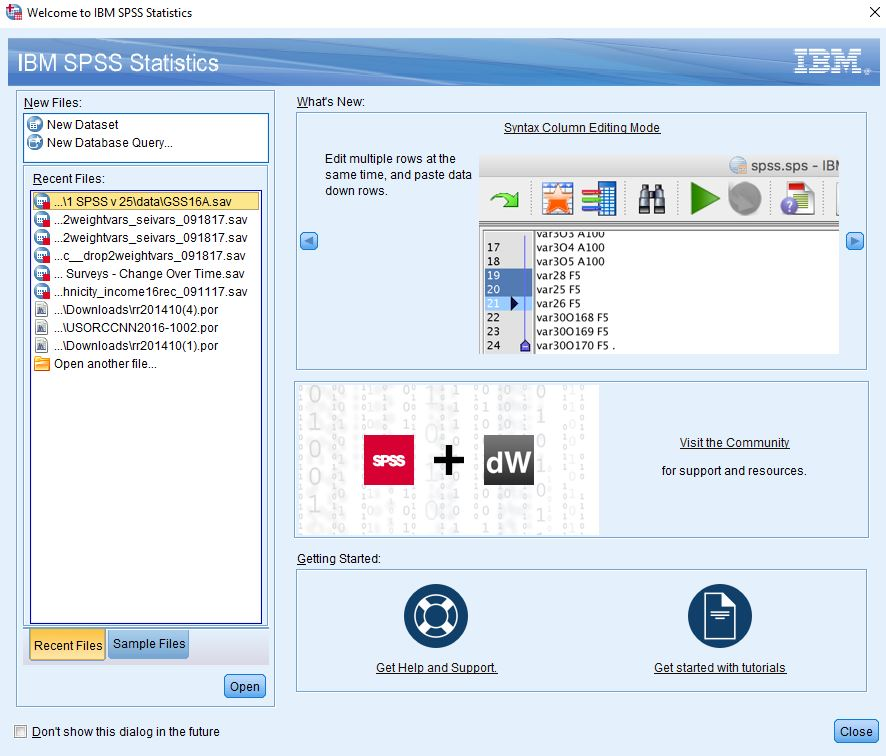 Welcome to IBM SPSS Statistics
IBM SPSS Statistics
IBM
New Files:
New Dataset
New Database Query...
Recent Files:
...\1 SPSS v 25\data\GSS16A.sav
...2weightvars_seivars_091817.sav
...2weightvars_seivars_091817.sav
...c__drop2weightvars_091817.sav
... Surveys - Change Over Time.sav
...hnicity_income16rec_091117.sav
...\Downloads\rr201410(4).por
...\USORCCNN2016-1002.por
...\Downloads\rr201410(1).por
Open another file...
Recent Files
Sample Files
Open
What's New:
Syntax Column Editing Mode
Edit multiple rows at the
same time, and paste data
down rows.
spss.sps - IBM
var3O3 A100
17 var3O4 A100
18 var3O5 A100
19 var28 F5
20 var25 F5
21 var26 F5
22 var30O168 F5
23 var30O169 F5
24 var30O170 F5 .
SPSS + dW
Visit the Community
for support and resources.
Getting Started:
Get Help and Support.
Get started with tutorials
Don't show this dialog in the future
Close